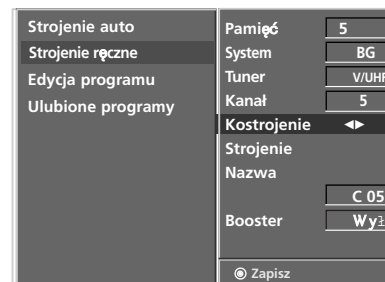 Strojenie auto
Strojenie ręczne
Edycja programu
Ulubione programy
Pamięć 5
System BG
Tuner V/UHF
Kanał 5
Kostrojenie ◀▶
Strojenie
Nazwa
C 05
Booster Wył
Zapisz